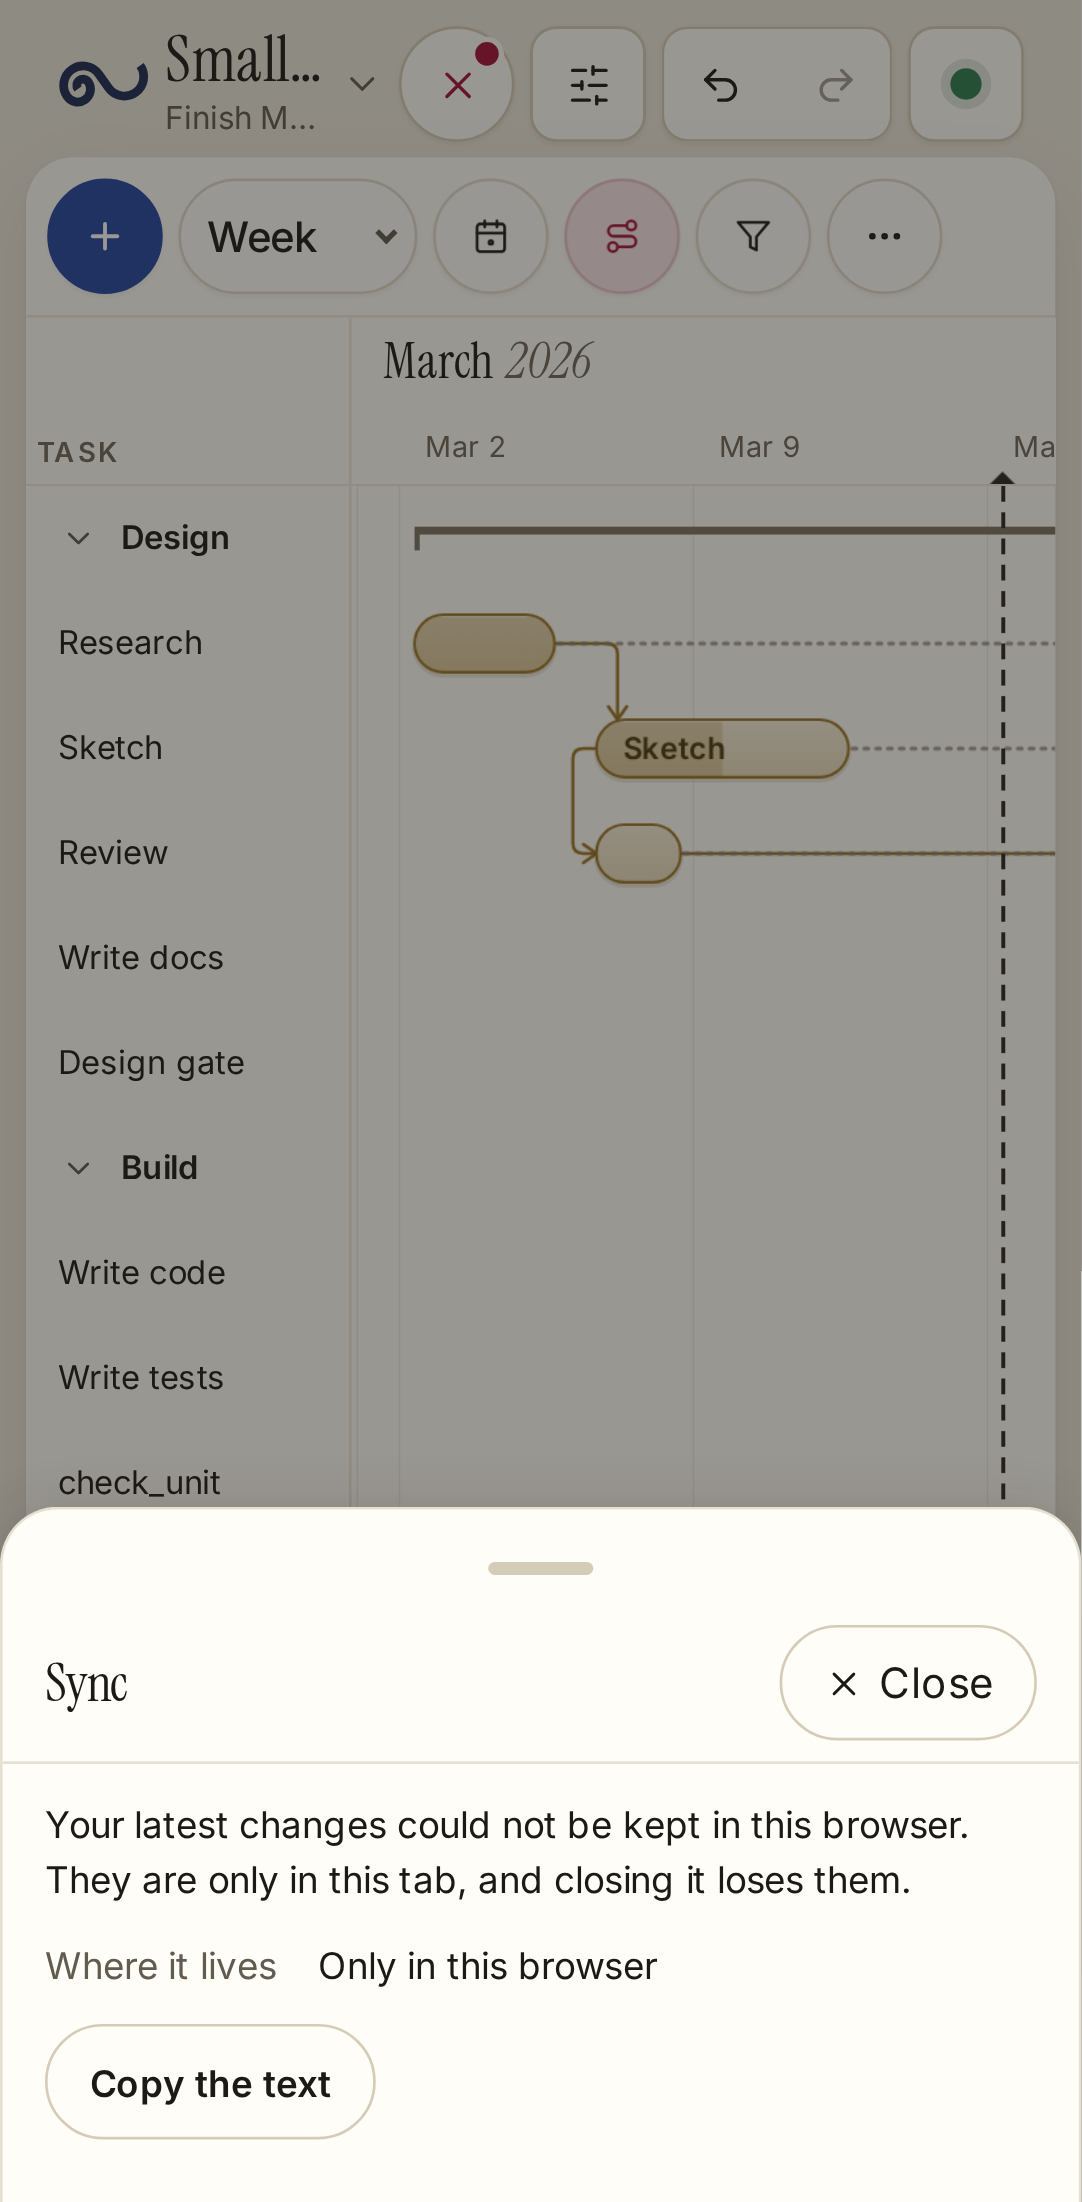 Small…
Finish M…
Week
March 2026
TASK
Mar 2
Mar 9
Ma
Design
Research
Sketch
Sketch
Review
Write docs
Design gate
Build
Write code
Write tests
check_unit
Sync
Close
Your latest changes could not be kept in this browser.
They are only in this tab, and closing it loses them.
Where it lives Only in this browser
Copy the text